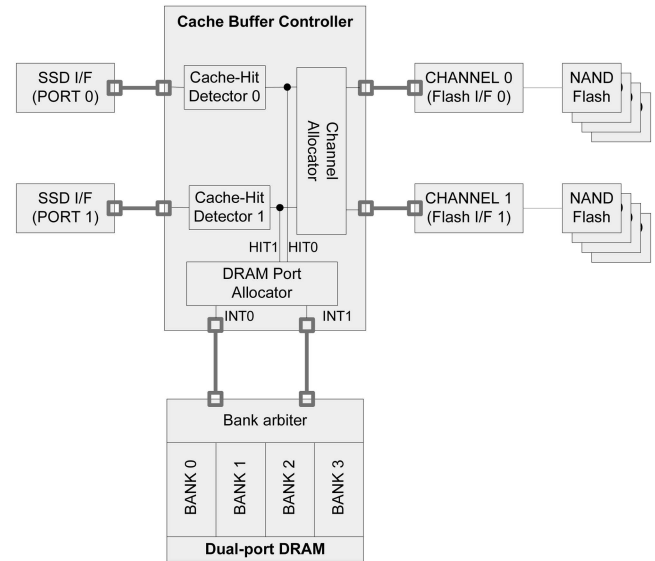 Cache Buffer Controller
SSD I/F
(PORT 0)
Cache-Hit
Detector 0
Channel
Allocator
CHANNEL 0
(Flash I/F 0)
NAND
Flash
SSD I/F
(PORT 1)
Cache-Hit
Detector 1
CHANNEL 1
(Flash I/F 1)
NAND
Flash
HIT1
HIT0
DRAM Port
Allocator
INT0
INT1
Bank arbiter
BANK 0
BANK 1
BANK 2
BANK 3
Dual-port DRAM